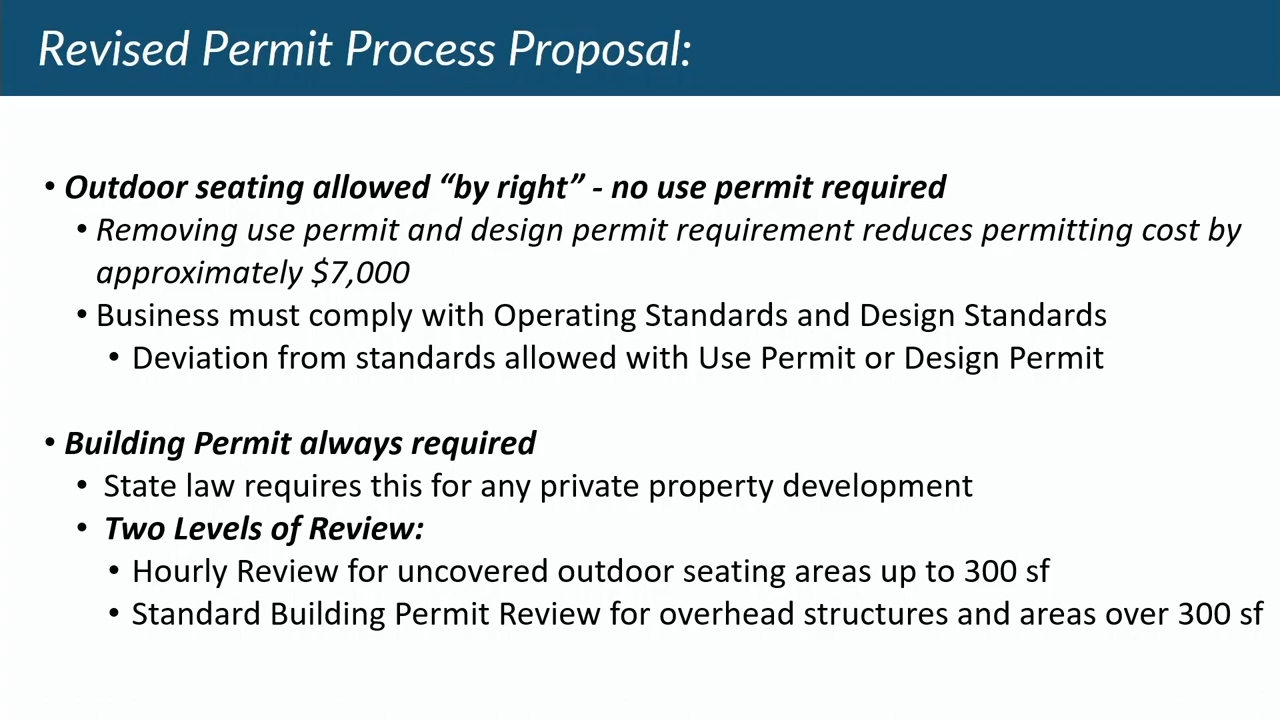 Revised Permit Process Proposal:
• Outdoor seating allowed “by right” - no use permit required
• Removing use permit and design permit requirement reduces permitting cost by
approximately $7,000
• Business must comply with Operating Standards and Design Standards
• Deviation from standards allowed with Use Permit or Design Permit
• Building Permit always required
• State law requires this for any private property development
• Two Levels of Review:
• Hourly Review for uncovered outdoor seating areas up to 300 sf
• Standard Building Permit Review for overhead structures and areas over 300 sf